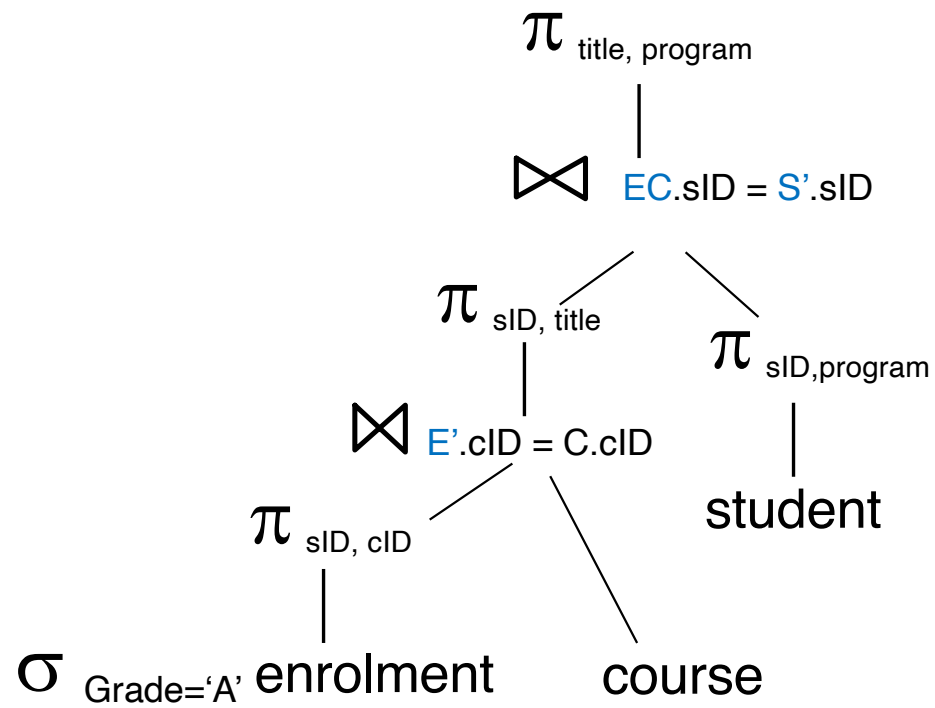 π title, program
⋈ EC.sID = S’.sID
π sID, title
π sID,program
⋈ E’.cID = C.cID
student
π sID, cID
σ Grade=‘A’ enrolment
course